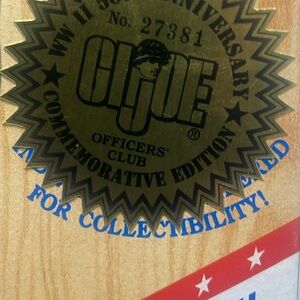 WW II 50TH ANNIVERSARY
No. 27381
GI JOE
®
OFFICERS'
CLUB
COMMEMORATIVE EDITION
FOR COLLECTIBILITY!